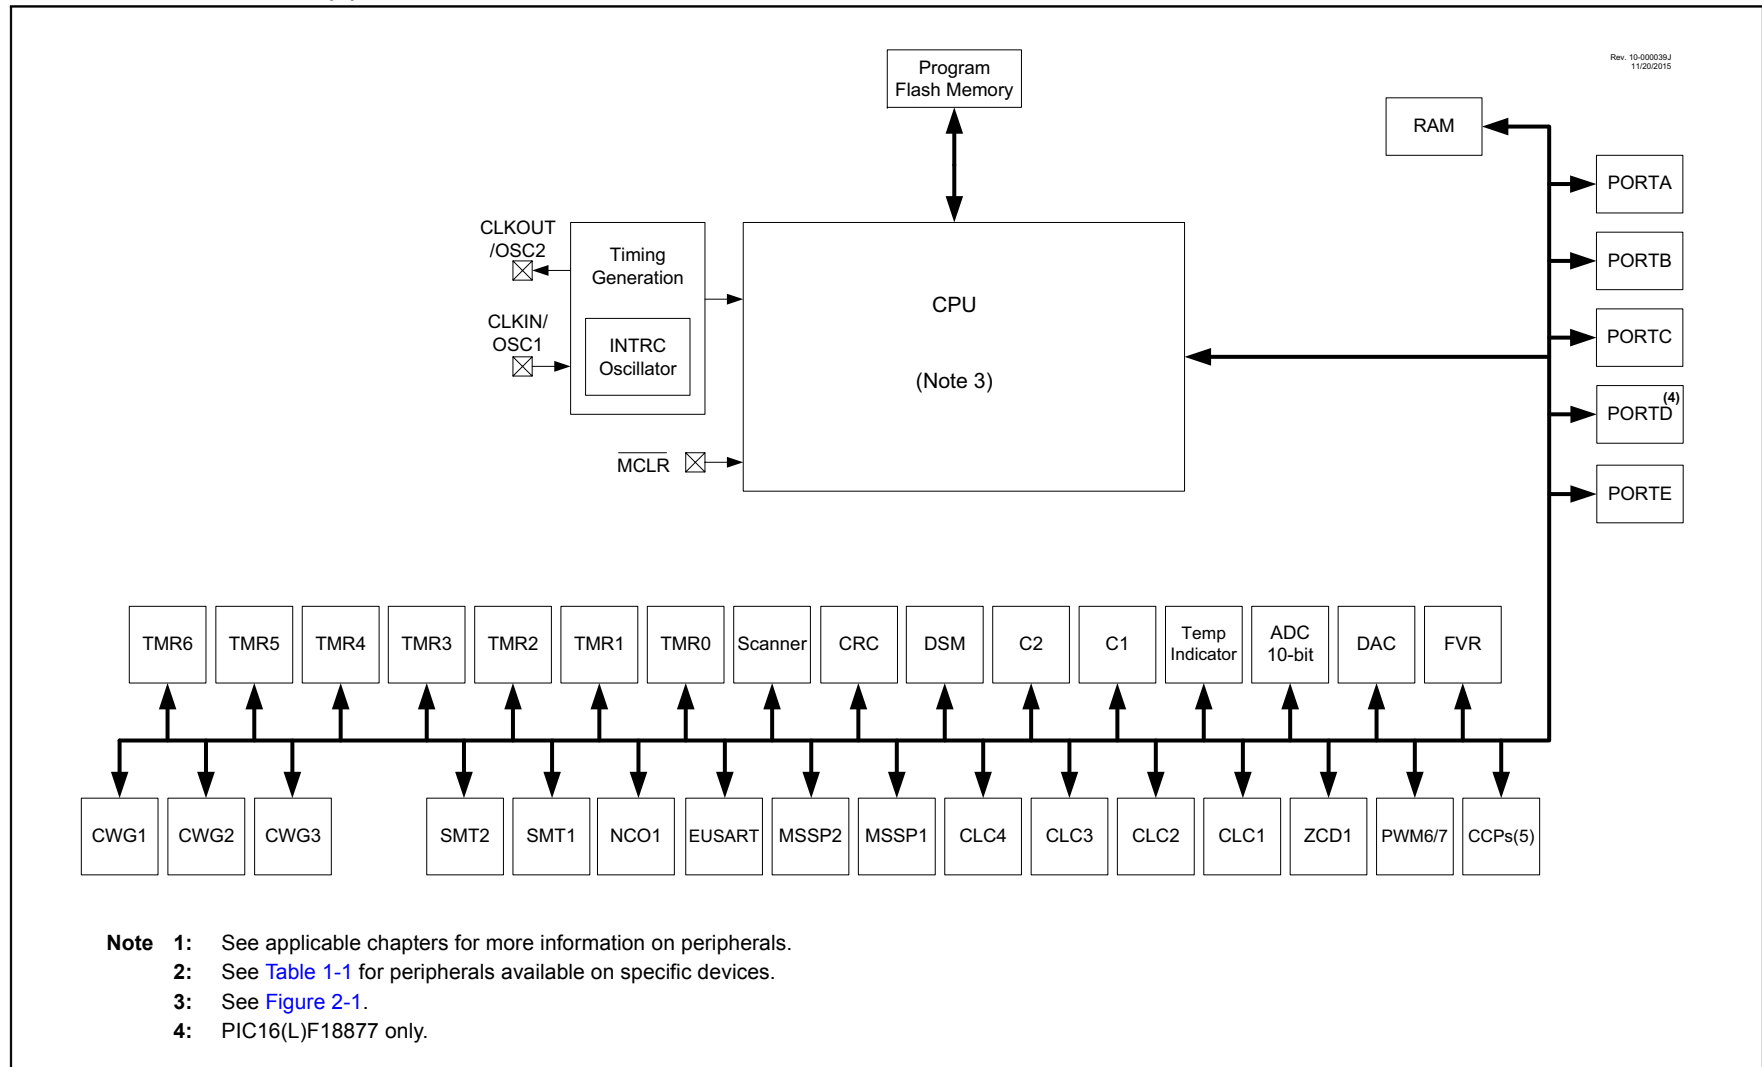 Rev. 10-000039J
11/20/2015
Program
Flash Memory
RAM
PORTA
CLKOUT
/OSC2
Timing
Generation
PORTB
CPU
CLKIN/
OSC1
INTRC
Oscillator
PORTC
(Note 3)
PORTD(4)
MCLR
PORTE
TMR6
TMR5
TMR4
TMR3
TMR2
TMR1
TMR0
Scanner
CRC
DSM
C2
C1
Temp
Indicator
ADC
10-bit
DAC
FVR
CWG1
CWG2
CWG3
SMT2
SMT1
NCO1
EUSART
MSSP2
MSSP1
CLC4
CLC3
CLC2
CLC1
ZCD1
PWM6/7
CCPs(5)
Note 1: See applicable chapters for more information on peripherals.
2: See Table 1-1 for peripherals available on specific devices.
3: See Figure 2-1.
4: PIC16(L)F18877 only.